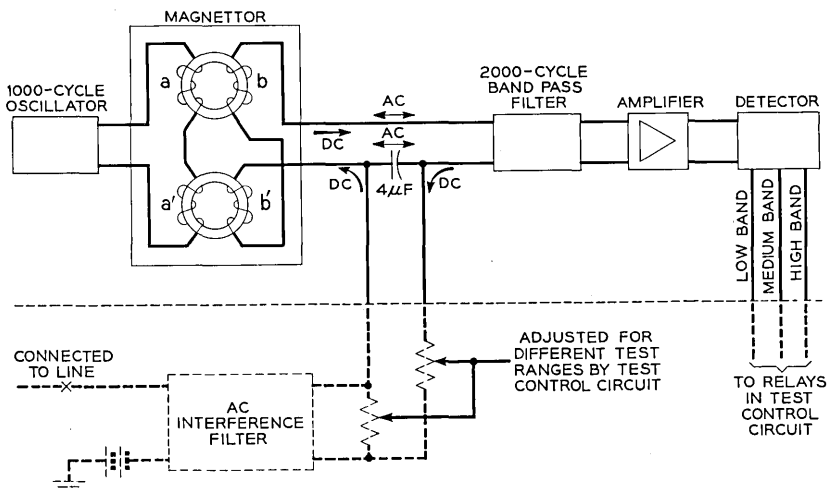 MAGNETTOR
1000-CYCLE
OSCILLATOR
a
b
a'
b'
AC
DC
AC
DC
4μF
DC
2000-CYCLE
BAND PASS
FILTER
AMPLIFIER
DETECTOR
LOW BAND
MEDIUM BAND
HIGH BAND
CONNECTED
TO LINE
AC
INTERFERENCE
FILTER
ADJUSTED FOR
DIFFERENT TEST
RANGES BY TEST
CONTROL CIRCUIT
TO RELAYS
IN TEST
CONTROL
CIRCUIT